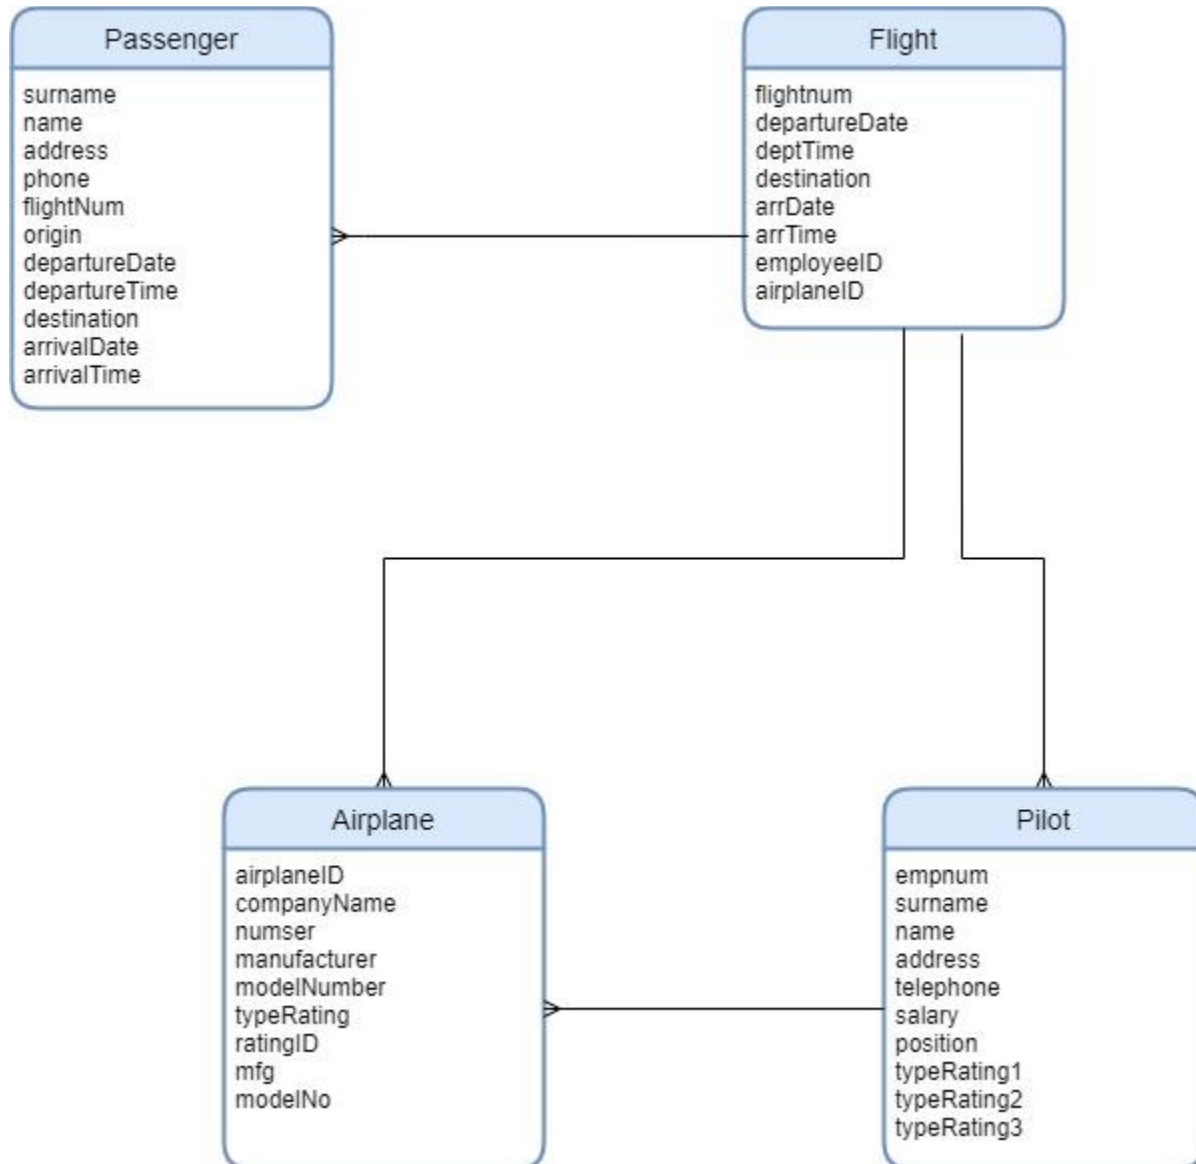 Passenger
surname
name
address
phone
flightNum
origin
departureDate
departureTime
destination
arrivalDate
arrivalTime
Flight
flightnum
departureDate
deptTime
destination
arrDate
arrTime
employeeID
airplaneID
Airplane
airplaneID
companyName
numser
manufacturer
modelNumber
typeRating
ratingID
mfg
modelNo
Pilot
empnum
surname
name
address
telephone
salary
position
typeRating1
typeRating2
typeRating3